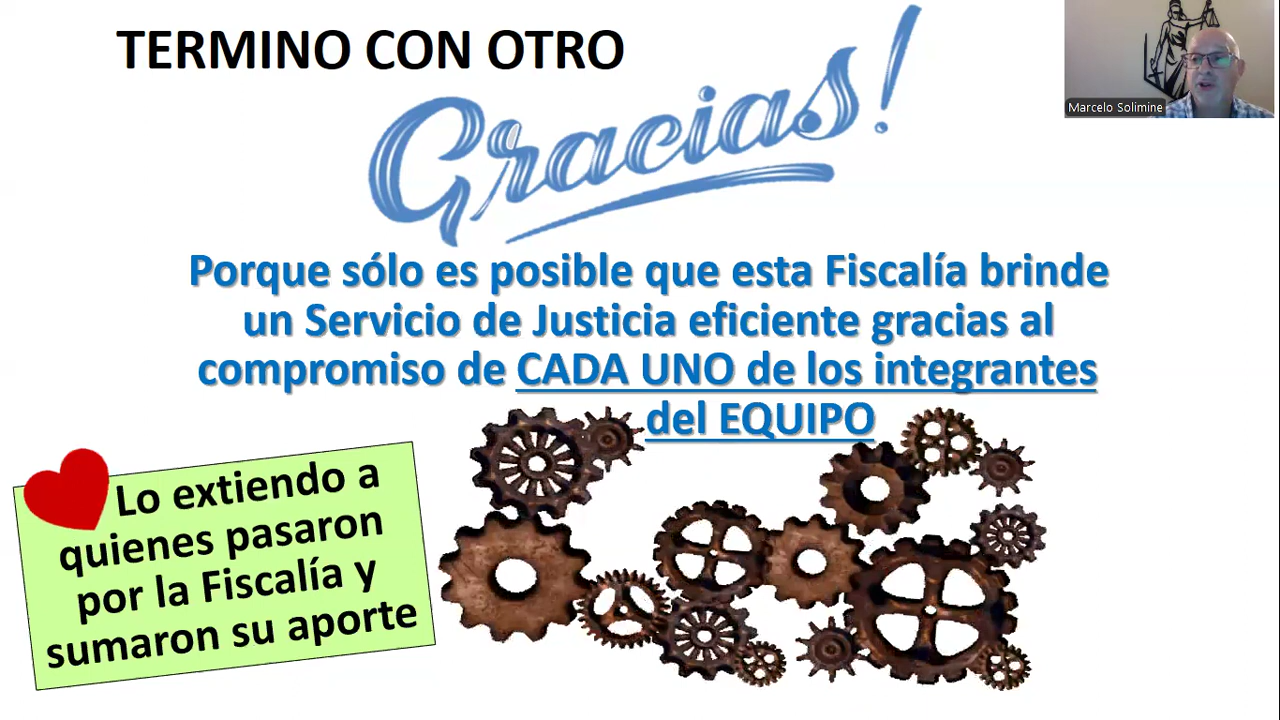 TERMINO CON OTRO
Gracias!
Marcelo Solimine
Porque sólo es posible que esta Fiscalía brinde
un Servicio de Justicia eficiente gracias al
compromiso de CADA UNO de los integrantes
del EQUIPO
Lo extiendo a
quienes pasaron
por la Fiscalía y
sumaron su aporte